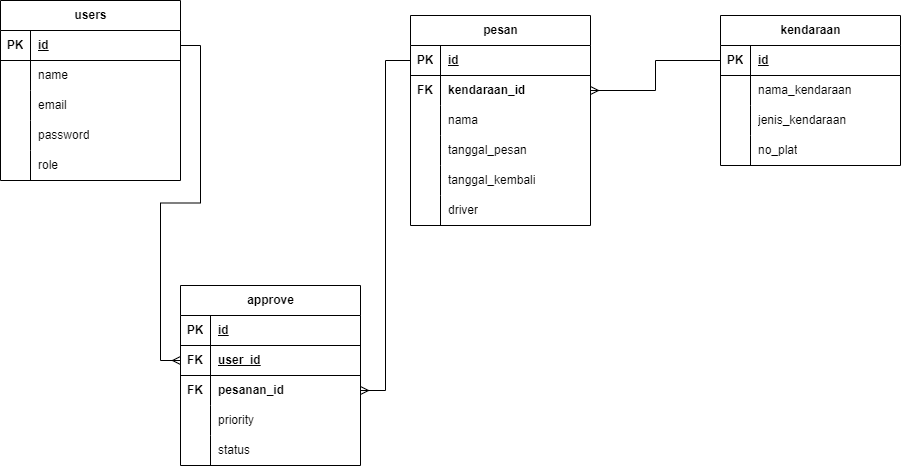 users
PK id
name
email
password
role
pesan
PK id
FK kendaraan_id
nama
tanggal_pesan
tanggal_kembali
driver
kendaraan
PK id
nama_kendaraan
jenis_kendaraan
no_plat
approve
PK id
FK user_id
FK pesanan_id
priority
status